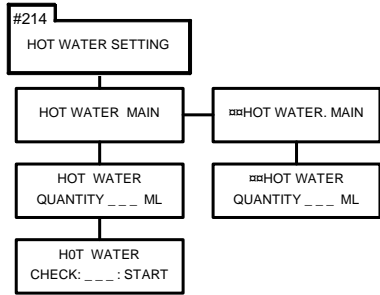 #214
HOT WATER SETTING
HOT WATER MAIN
¤¤HOT WATER. MAIN
HOT WATER
QUANTITY _ _ _ ML
¤¤HOT WATER
QUANTITY _ _ _ ML
H0T WATER
CHECK: _ _ _ : START